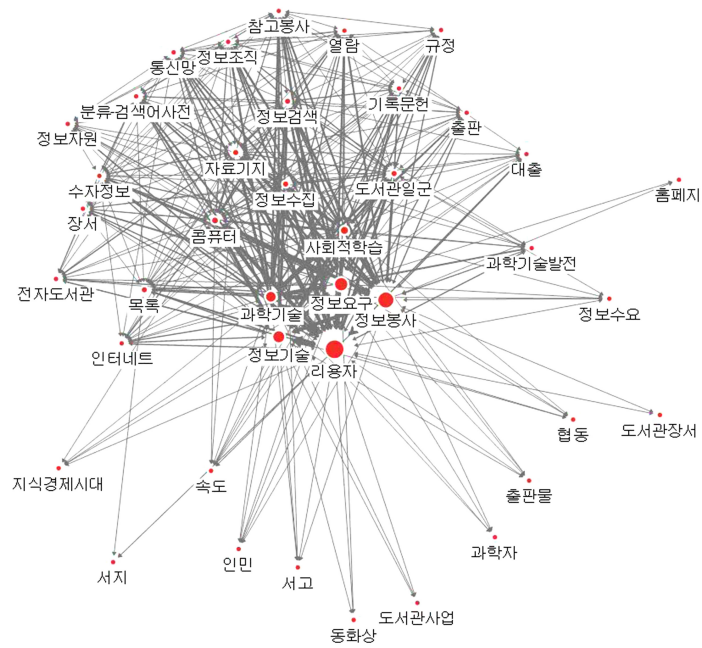 참고봉사
규정
열람
정보조직
통신망
기록문헌
분류·검색어사전
정보검색
출판
정보자원
자료기지
대출
도서관일군
수자정보
정보수집
홈페지
장서
콤퓨터
사회적학습
과학기술발전
전자도서관
목록
과학기술
정보요구
정보봉사
정보수요
인터네트
정보기술
리용자
도서관장서
협동
지식경제시대
속도
출판물
과학자
인민
서지
서고
도서관사업
동화상